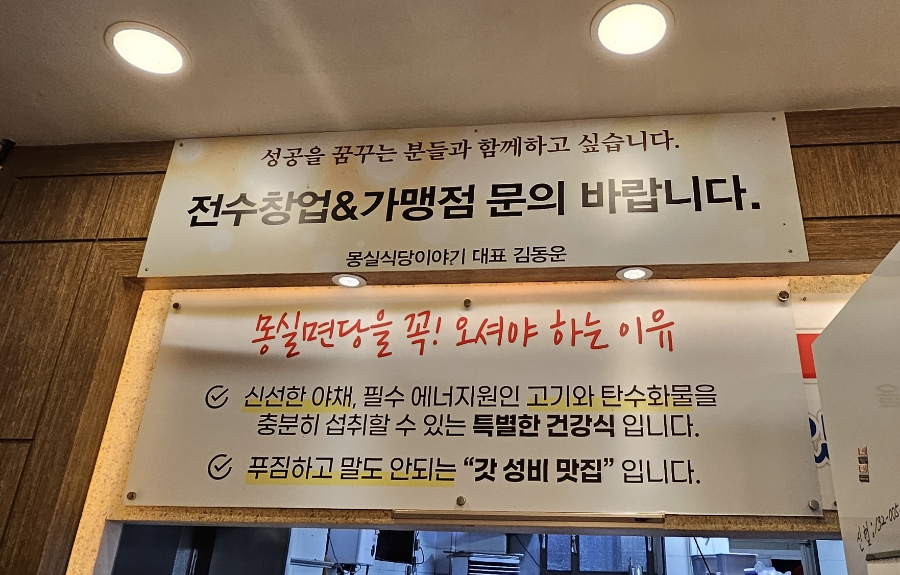 성공을 꿈꾸는 분들과 함께하고 싶습니다.
전수창업&가맹점 문의 바랍니다.
몽실식당이야기 대표 김동운
몽실면당을 꼭! 오셔야 하는 이유
신선한 야채, 필수 에너지원인 고기와 탄수화물을
충분히 섭취할 수 있는 특별한 건강식 입니다.
푸짐하고 말도 안되는 “갓 성비 맛집” 입니다.